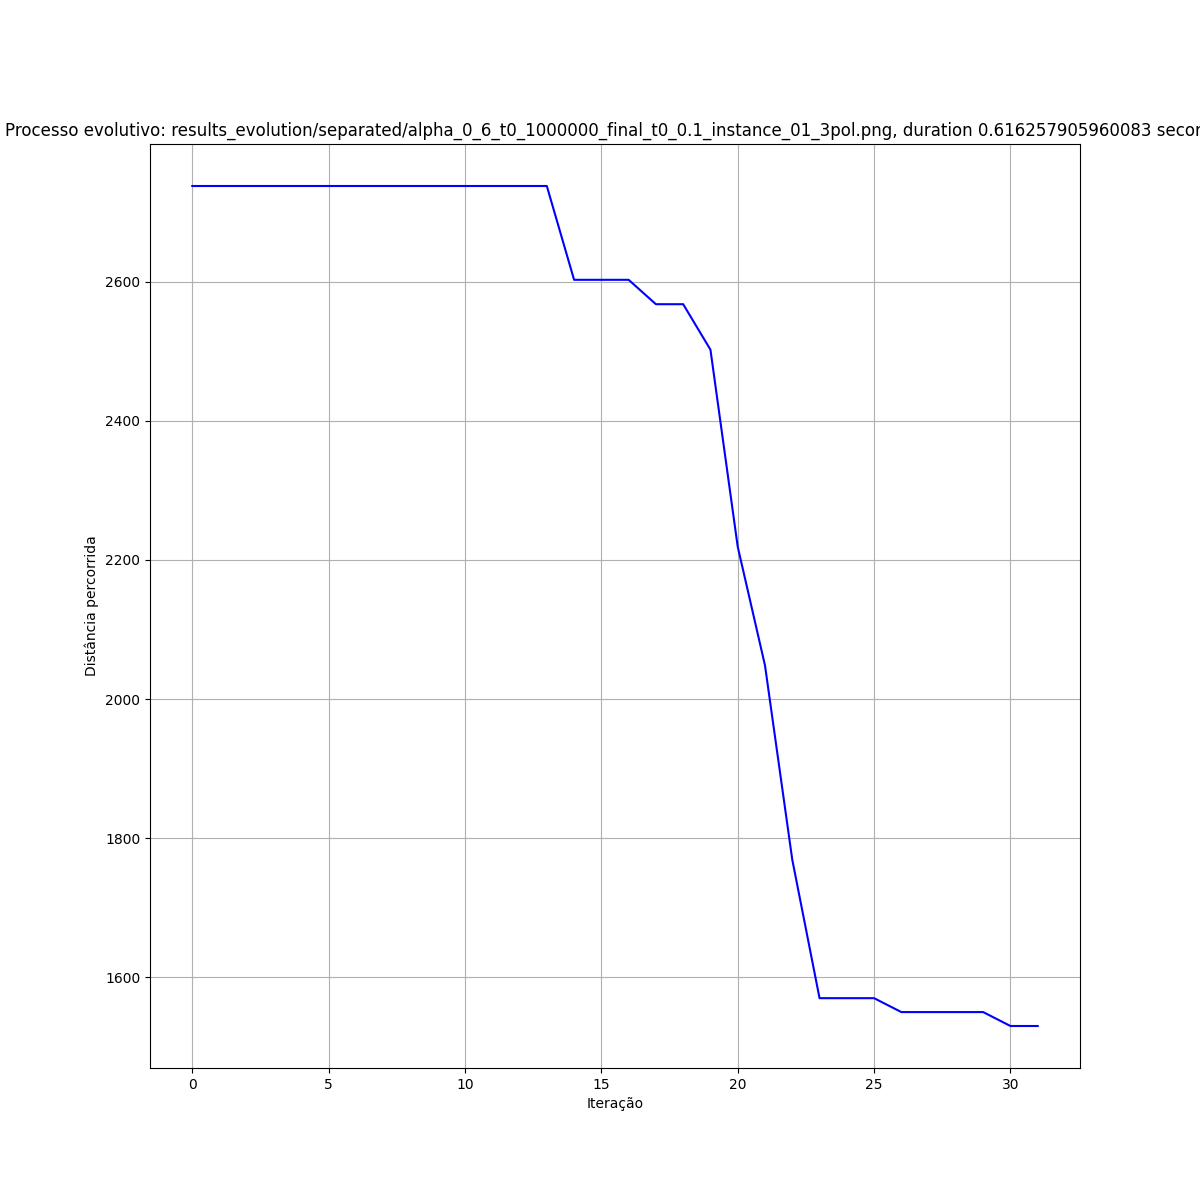 Processo evolutivo: results_evolution/separated/alpha_0_6_t0_1000000_final_t0_0.1_instance_01_3pol.png, duration 0.616257905960083 secon
2600
2400
2200
2000
1800
1600
Distância percorrida
0 5 10 15 20 25 30
Iteração